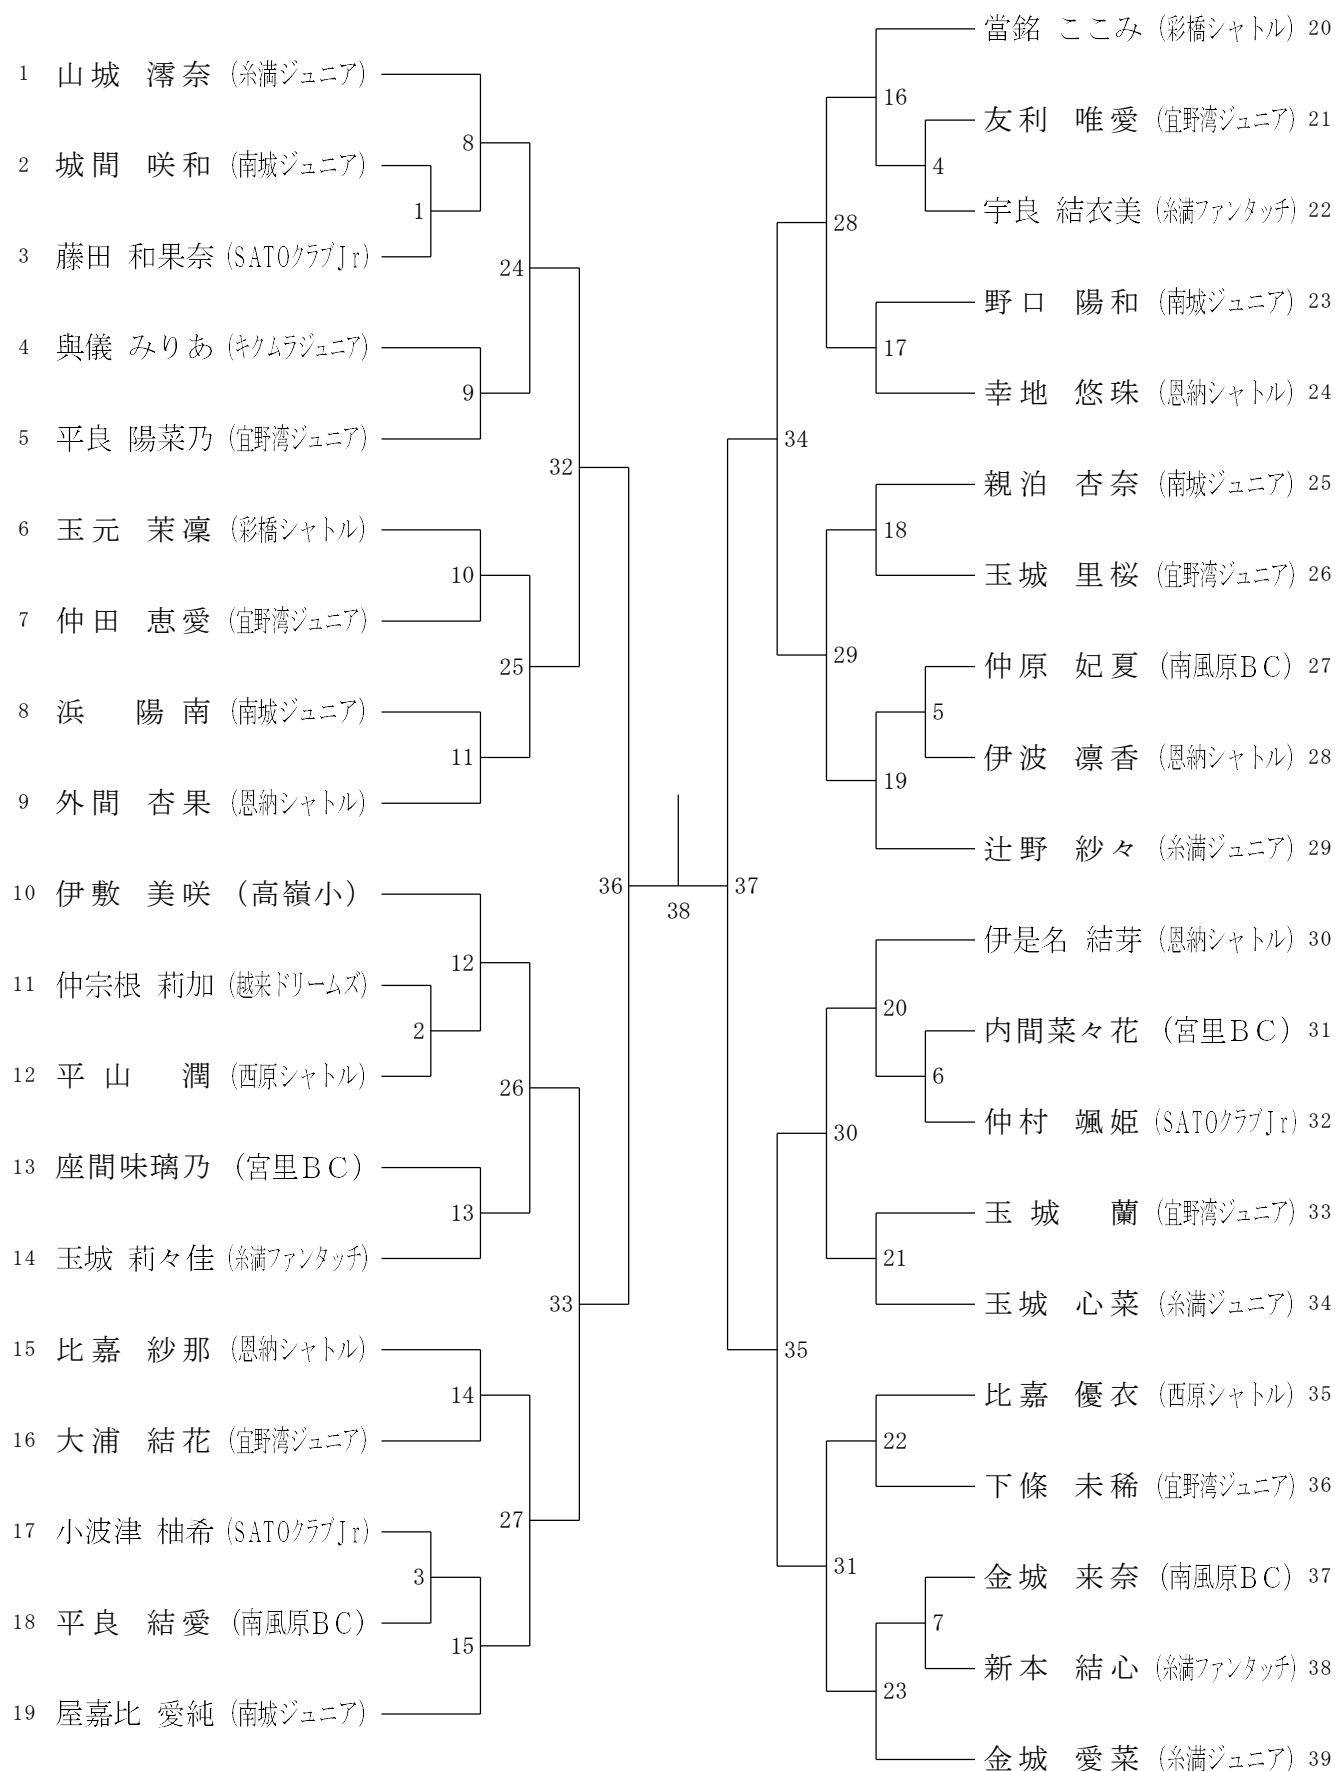 1 山城 澪奈 (糸満ジュニア)
2 城間 咲和 (南城ジュニア)
3 藤田 和果奈 (SATOクラブJr)
4 與儀 みりあ (キクムラジュニア)
5 平良 陽菜乃 (宜野湾ジュニア)
6 玉元 茉凜 (彩橋シャトル)
7 仲田 恵愛 (宜野湾ジュニア)
8 浜 陽南 (南城ジュニア)
9 外間 杏果 (恩納シャトル)
10 伊敷 美咲 (高嶺小)
11 仲宗根 莉加 (越来ドリームズ)
12 平山 潤 (西原シャトル)
13 座間味璃乃 (宮里BC)
14 玉城 莉々佳 (糸満ファンタッチ)
15 比嘉 紗那 (恩納シャトル)
16 大浦 結花 (宜野湾ジュニア)
17 小波津 柚希 (SATOクラブJr)
18 平良 結愛 (南風原BC)
19 屋嘉比 愛純 (南城ジュニア)
1
2
3
8
9
10
11
12
13
14
15
24
25
26
27
32
33
36
38
37
34
35
28
29
30
31
16
17
18
19
20
21
22
23
4
5
6
7
當銘 ここみ (彩橋シャトル) 20
友利 唯愛 (宜野湾ジュニア) 21
宇良 結衣美 (糸満ファンタッチ) 22
野口 陽和 (南城ジュニア) 23
幸地 悠珠 (恩納シャトル) 24
親泊 杏奈 (南城ジュニア) 25
玉城 里桜 (宜野湾ジュニア) 26
仲原 妃夏 (南風原BC) 27
伊波 凛香 (恩納シャトル) 28
辻野 紗々 (糸満ジュニア) 29
伊是名 結芽 (恩納シャトル) 30
内間菜々花 (宮里BC) 31
仲村 颯姫 (SATOクラブJr) 32
玉城 蘭 (宜野湾ジュニア) 33
玉城 心菜 (糸満ジュニア) 34
比嘉 優衣 (西原シャトル) 35
下條 未稀 (宜野湾ジュニア) 36
金城 来奈 (南風原BC) 37
新本 結心 (糸満ファンタッチ) 38
金城 愛菜 (糸満ジュニア) 39